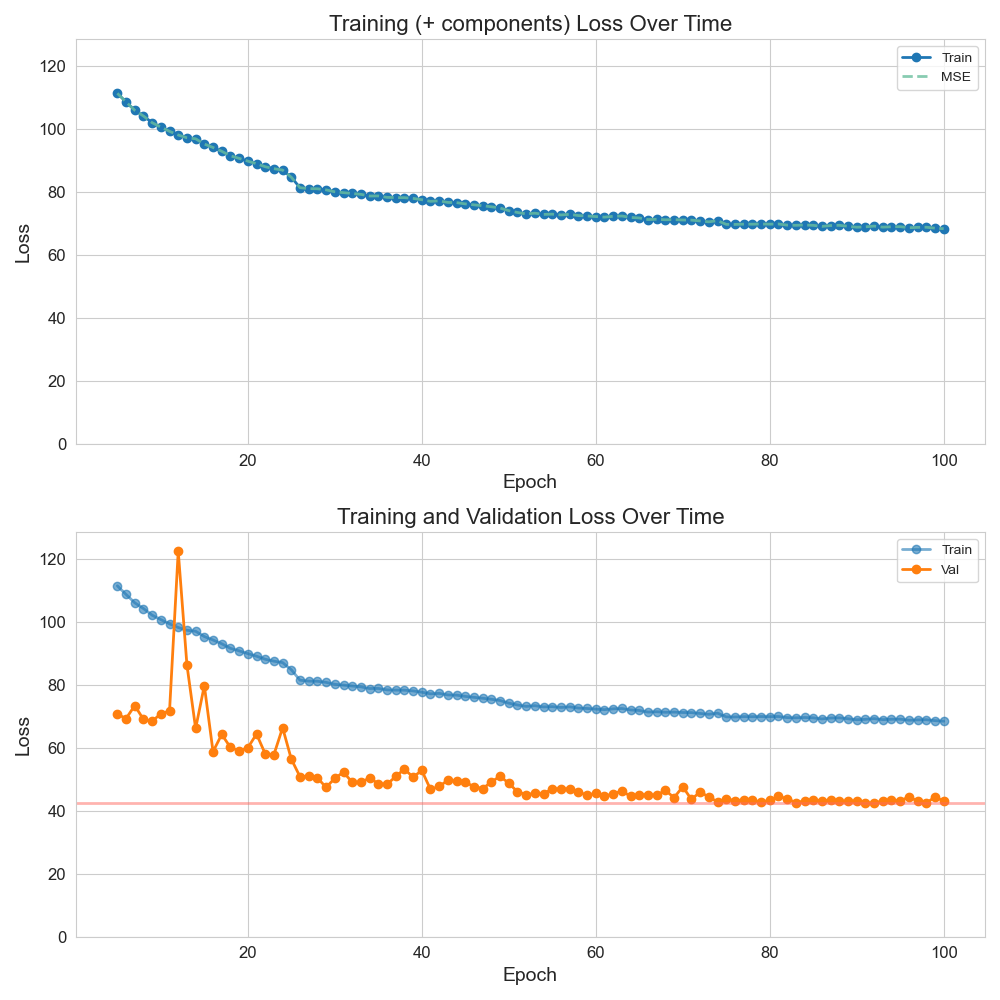 Training (+ components) Loss Over Time
Train
MSE
Loss
120
100
80
60
40
20
0
20 40 60 80 100
Epoch
Training and Validation Loss Over Time
Train
Val
Loss
120
100
80
60
40
20
0
20 40 60 80 100
Epoch